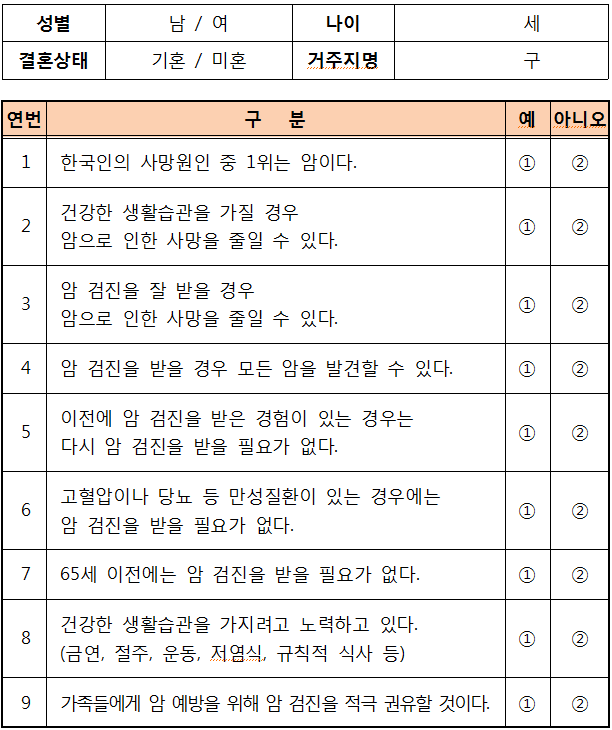 성별 남 / 여 나이 세
결혼상태 기혼 / 미혼 거주지명 구
연번 구 분 예 아니오
1 한국인의 사망원인 중 1위는 암이다. ① ②
건강한 생활습관을 가질 경우
2 ① ②
암으로 인한 사망을 줄일 수 있다.
암 검진을 잘 받을 경우
3 ① ②
암으로 인한 사망을 줄일 수 있다.
4 암 검진을 받을 경우 모든 암을 발견할 수 있다. ① ②
이전에 암 검진을 받은 경험이 있는 경우는
5 ① ②
다시 암 검진을 받을 필요가 없다.
고혈압이나 당뇨 등 만성질환이 있는 경우에는
6 ① ②
암 검진을 받을 필요가 없다.
7 65세 이전에는 암 검진을 받을 필요가 없다. ① ②
건강한 생활습관을 가지려고 노력하고 있다.
8 ① ②
(금연, 절주, 운동, 저염식, 규칙적 식사 등)
9 가족들에게 암 예방을 위해 암 검진을 적극 권유할 것이다. ① ②